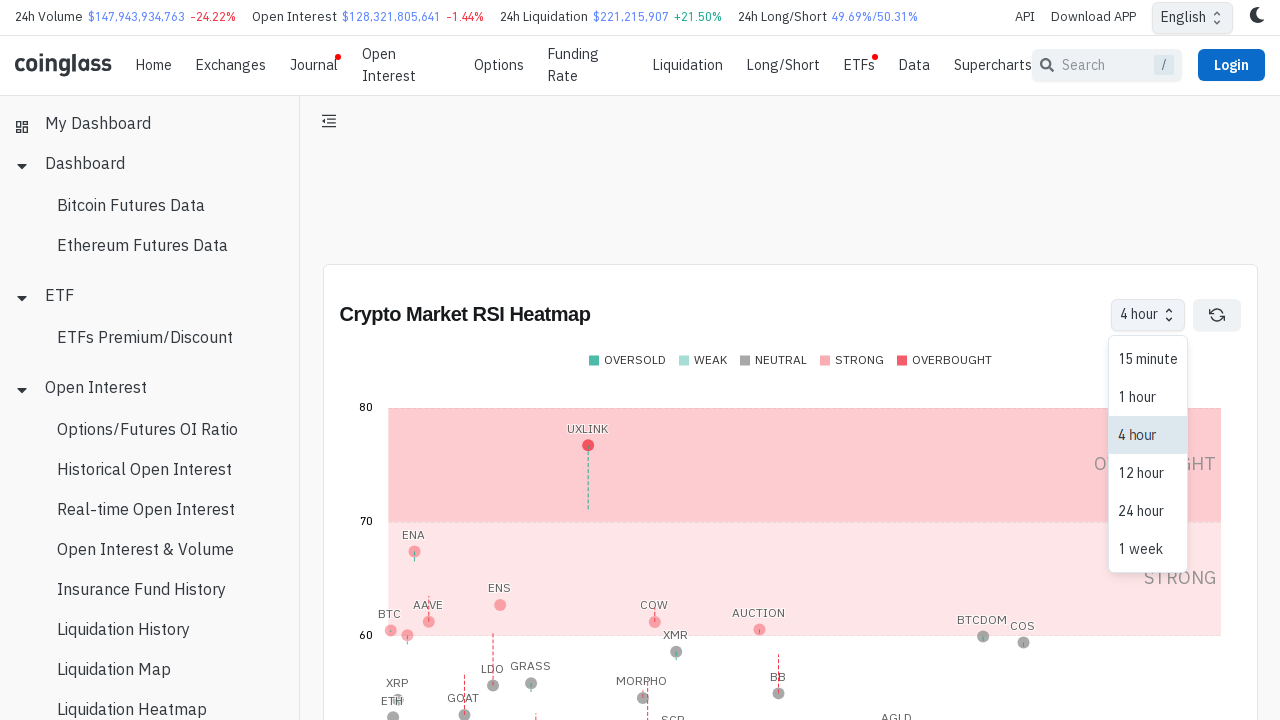 24h Volume $147,943,934,763 -24.22% Open Interest $128,321,805,641 -1.44% 24h Liquidation $221,215,907 +21.50% 24h Long/Short 49.69%/50.31% API Download APP English
coinglass Home Exchanges Journal Open Interest Options Funding Rate Liquidation Long/Short ETFs Data Supercharts Search / Login
My Dashboard
Dashboard
Bitcoin Futures Data
Ethereum Futures Data
ETF
ETFs Premium/Discount
Open Interest
Options/Futures OI Ratio
Historical Open Interest
Real-time Open Interest
Open Interest & Volume
Insurance Fund History
Liquidation History
Liquidation Map
Liquidation Heatmap
Crypto Market RSI Heatmap 4 hour
15 minute
1 hour
4 hour
12 hour
24 hour
1 week
OVERSOLD WEAK NEUTRAL STRONG OVERBOUGHT
80
UXLINK
70
ENA
STRONG
ENS
BTC AAVE COW AUCTION
BTCDOM COS
60
XMR
LDO GRASS
XRP MORPHO BB
ETH GOAT
AGLD